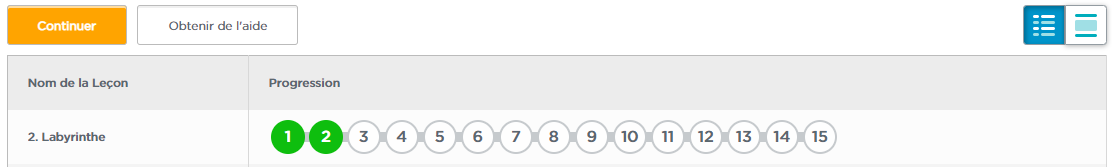 Continuer Obtenir de l'aide
Nom de la Leçon Progression
2. Labyrinthe 1 2 3 4 5 6 7 8 9 10 11 12 13 14 15